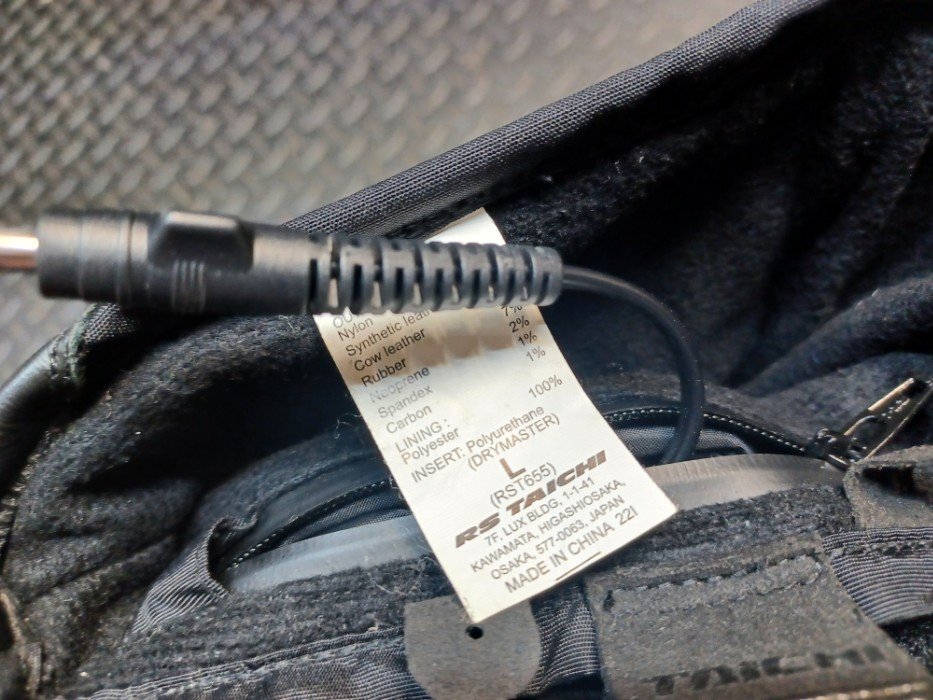 Nylon
Synthetic
Cow leather
Rubber
Neoprene
Spandex
Carbon
7%
2%
1%
1%
LINING :
Polyester 100%
INSERT: Polyurethane
(DRYMASTER)
L
(RST655)
RS TAICHI
7F, LUX BLDG, 1-1-41
KAWAMATA, HIGASHIOSAKA,
OSAKA, 577-0063, JAPAN
MADE IN CHINA 22I
TAICHI